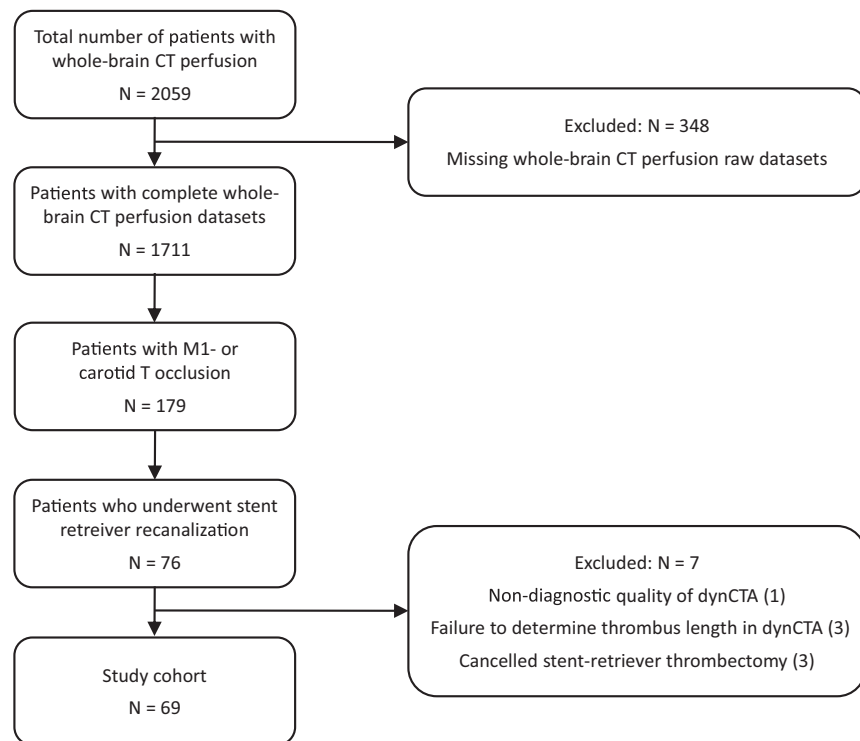 Total number of patients with
whole-brain CT perfusion
N = 2059
Excluded: N = 348
Missing whole-brain CT perfusion raw datasets
Patients with complete whole-
brain CT perfusion datasets
N = 1711
Patients with M1- or
carotid T occlusion
N = 179
Patients who underwent stent
retreiver recanalization
N = 76
Excluded: N = 7
Non-diagnostic quality of dynCTA (1)
Failure to determine thrombus length in dynCTA (3)
Cancelled stent-retriever thrombectomy (3)
Study cohort
N = 69